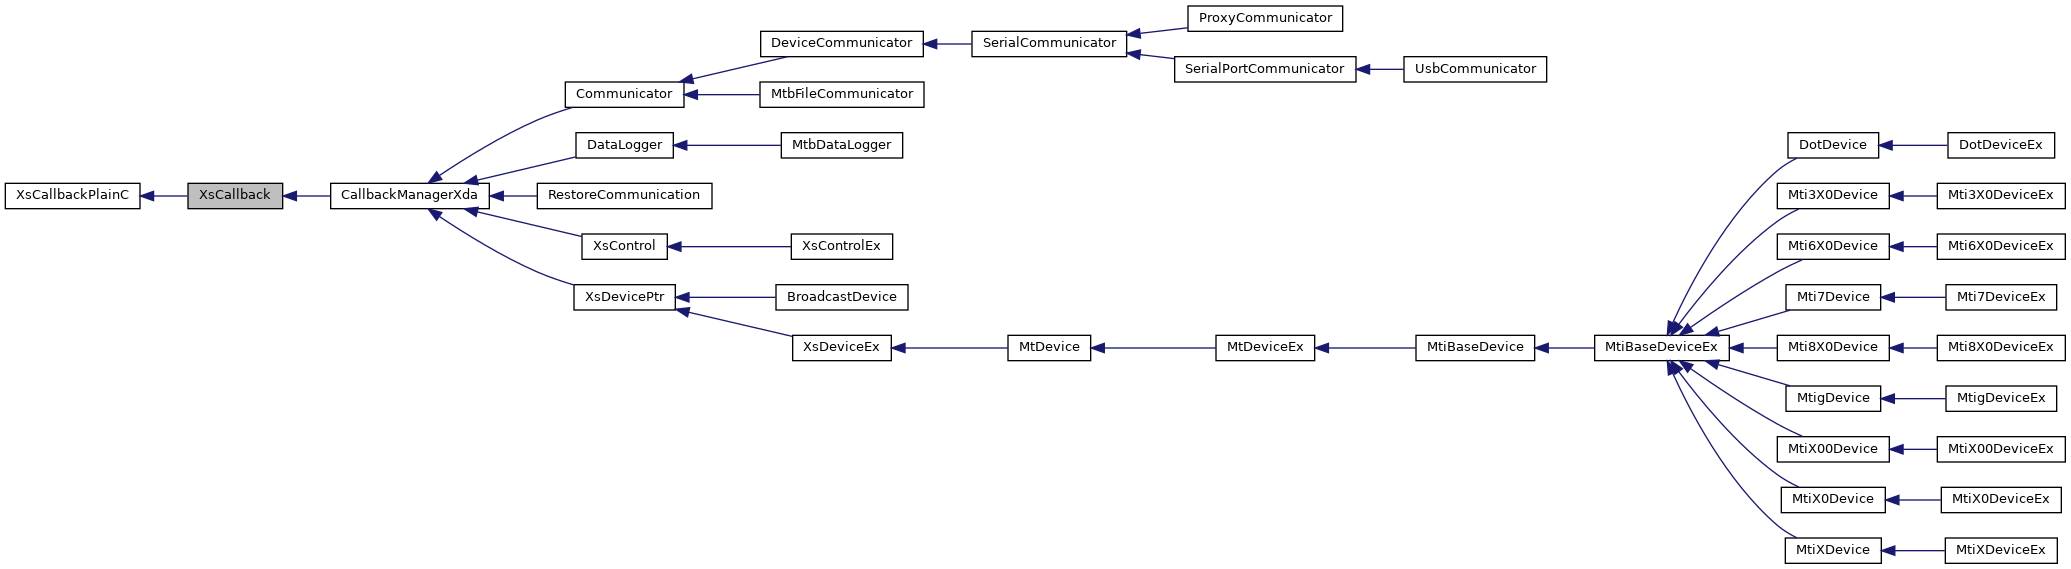 ProxyCommunicator
DeviceCommunicator
SerialCommunicator
SerialPortCommunicator
UsbCommunicator
Communicator
MtbFileCommunicator
DataLogger
MtbDataLogger
DotDevice
DotDeviceEx
XsCallbackPlainC
XsCallback
CallbackManagerXda
RestoreCommunication
Mti3X0Device
Mti3X0DeviceEx
XsControl
XsControlEx
Mti6X0Device
Mti6X0DeviceEx
XsDevicePtr
BroadcastDevice
Mti7Device
Mti7DeviceEx
XsDeviceEx
MtDevice
MtDeviceEx
MtiBaseDevice
MtiBaseDeviceEx
Mti8X0Device
Mti8X0DeviceEx
MtigDevice
MtigDeviceEx
MtiX00Device
MtiX00DeviceEx
MtiX0Device
MtiX0DeviceEx
MtiXDevice
MtiXDeviceEx